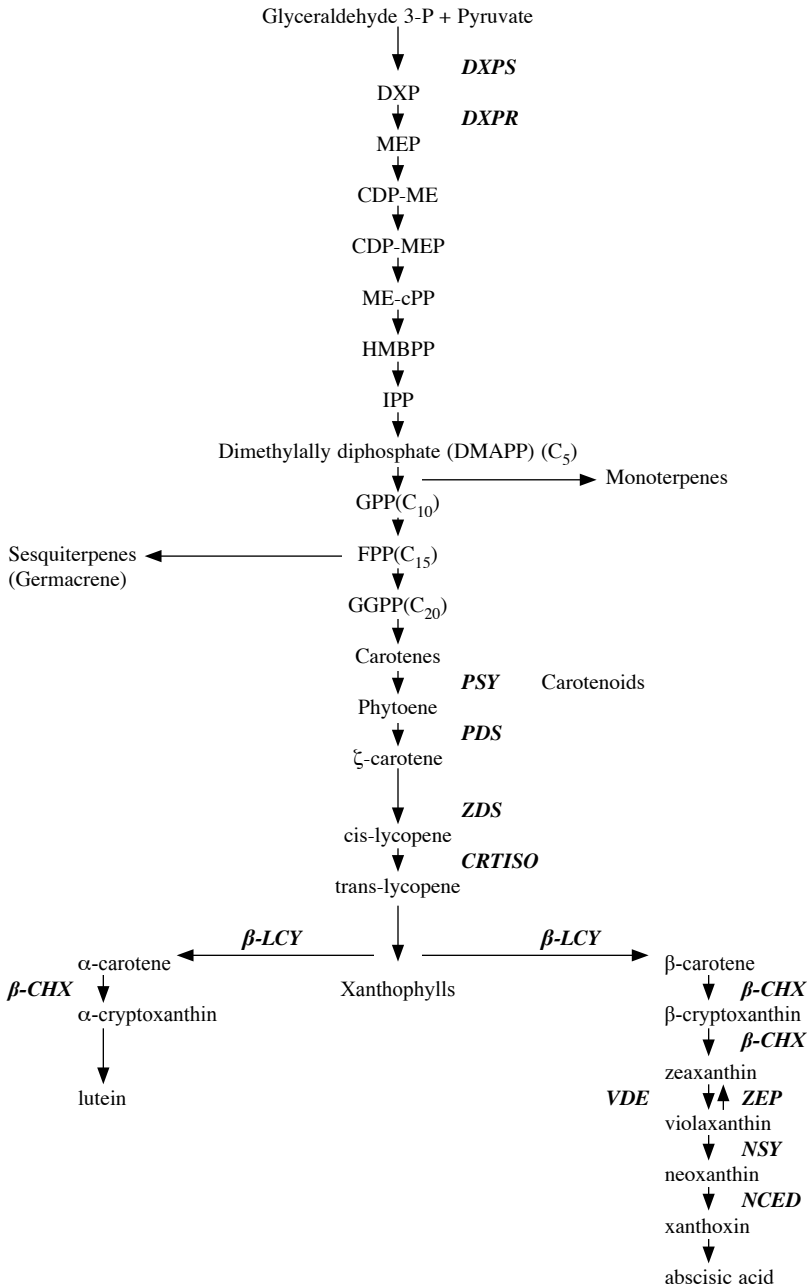 Glyceraldehyde 3-P + Pyruvate
DXPS
DXP
DXPR
MEP
CDP-ME
CDP-MEP
ME-cPP
HMBPP
IPP
Dimethylally diphosphate (DMAPP) (C5)
Monoterpenes
GPP(C10)
Sesquiterpenes
(Germacrene)
FPP(C15)
GGPP(C20)
Carotenes
PSY Carotenoids
Phytoene
PDS
ζ-carotene
ZDS
cis-lycopene
CRTISO
trans-lycopene
β-LCY β-LCY
α-carotene β-carotene
β-CHX Xanthophylls β-CHX
α-cryptoxanthin β-cryptoxanthin
β-CHX
lutein zeaxanthin
VDE ZEP
violaxanthin
NSY
neoxanthin
NCED
xanthoxin
abscisic acid